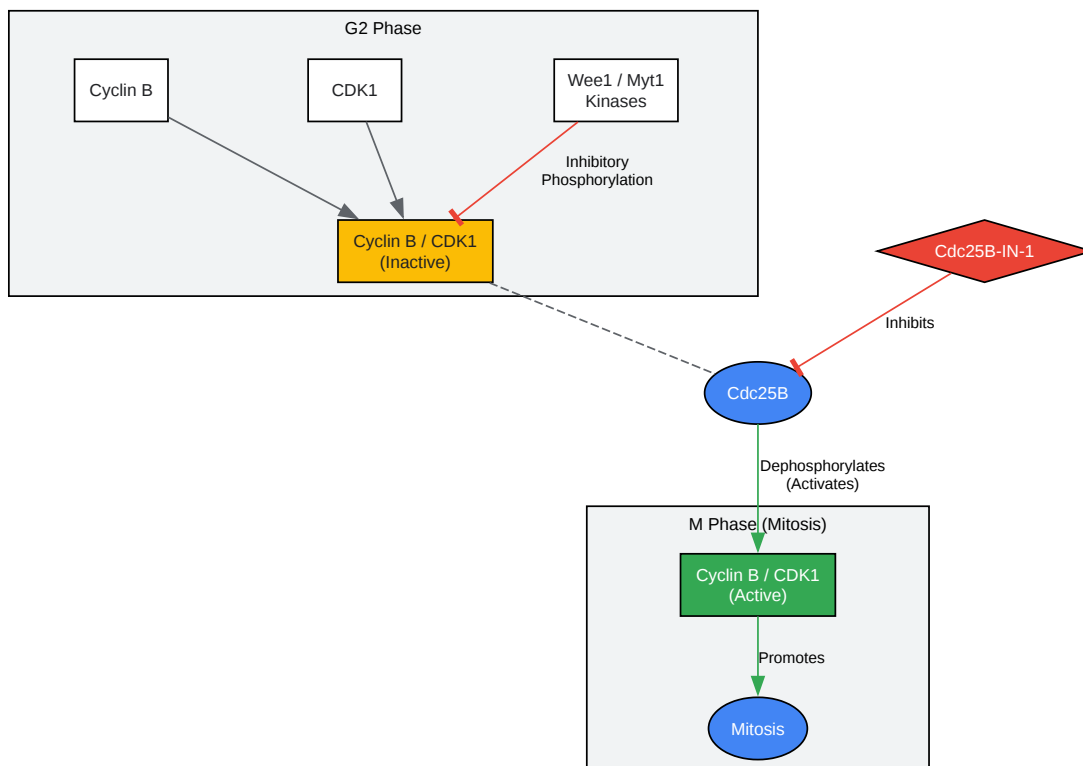 G2 Phase
Cyclin B
CDK1
Wee1 / Myt1
Kinases
Inhibitory
Phosphorylation
Cyclin B / CDK1
(Inactive)
Cdc25B-IN-1
Inhibits
Cdc25B
Dephosphorylates
(Activates)
M Phase (Mitosis)
Cyclin B / CDK1
(Active)
Promotes
Mitosis